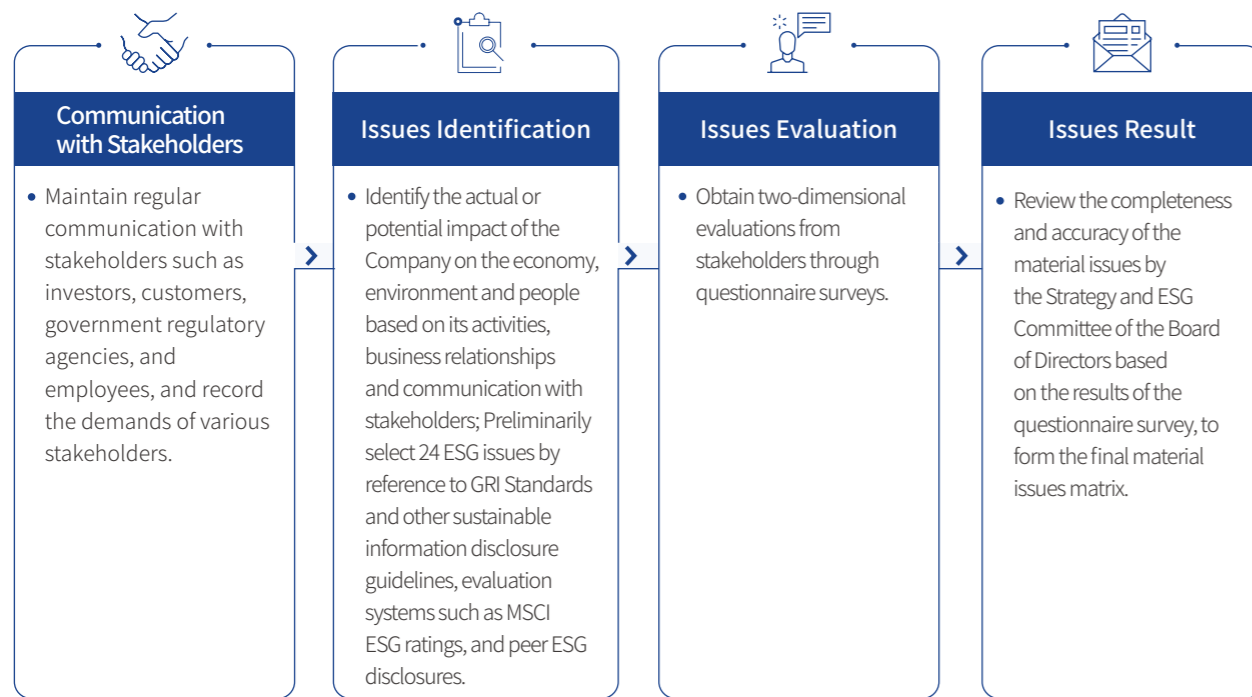 Communication
with Stakeholders
• Maintain regular
communication with
stakeholders such as
investors, customers,
government regulatory
agencies, and
employees, and record
the demands of various
stakeholders.
Issues Identification
• Identify the actual or
potential impact of the
Company on the economy,
environment and people
based on its activities,
business relationships
and communication with
stakeholders; Preliminarily
select 24 ESG issues by
reference to GRI Standards
and other sustainable
information disclosure
guidelines, evaluation
systems such as MSCI
ESG ratings, and peer ESG
disclosures.
Issues Evaluation
• Obtain two-dimensional
evaluations from
stakeholders through
questionnaire surveys.
Issues Result
• Review the completeness
and accuracy of the
material issues by
the Strategy and ESG
Committee of the Board
of Directors based
on the results of the
questionnaire survey, to
form the final material
issues matrix.